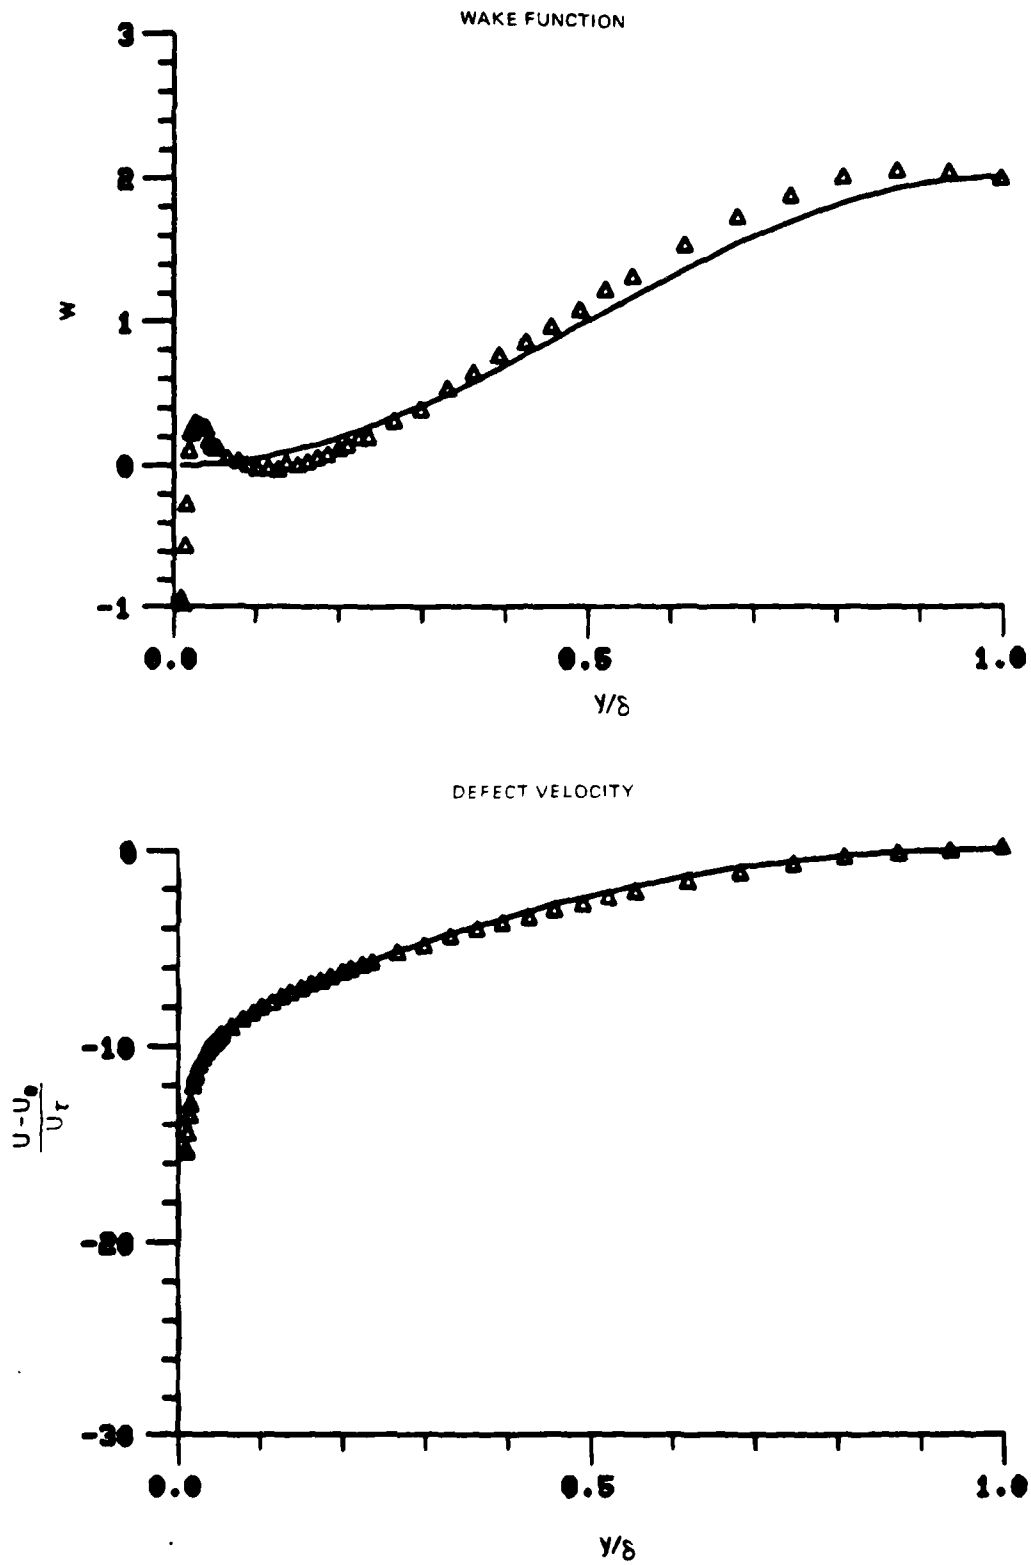 WAKE FUNCTION
3
2
1
0
-1
W
0.0 0.5 1.0
y/δ
DEFECT VELOCITY
0
-10
-20
-30
U-Uₑ
Uτ
0.0 0.5 1.0
y/δ